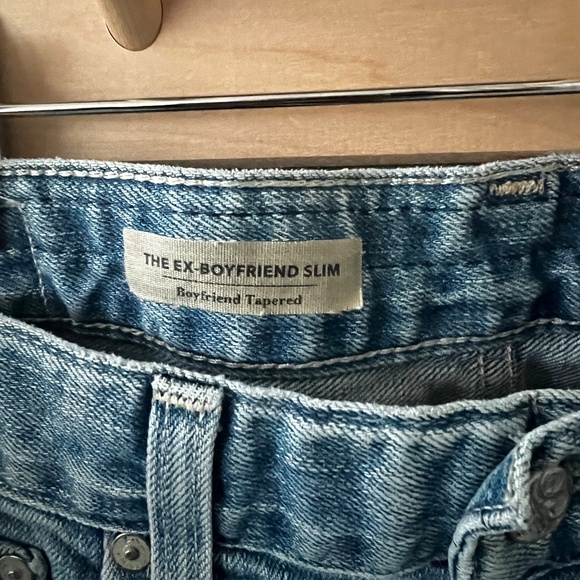 THE EX-BOYFRIEND SLIM
Boyfriend Tapered